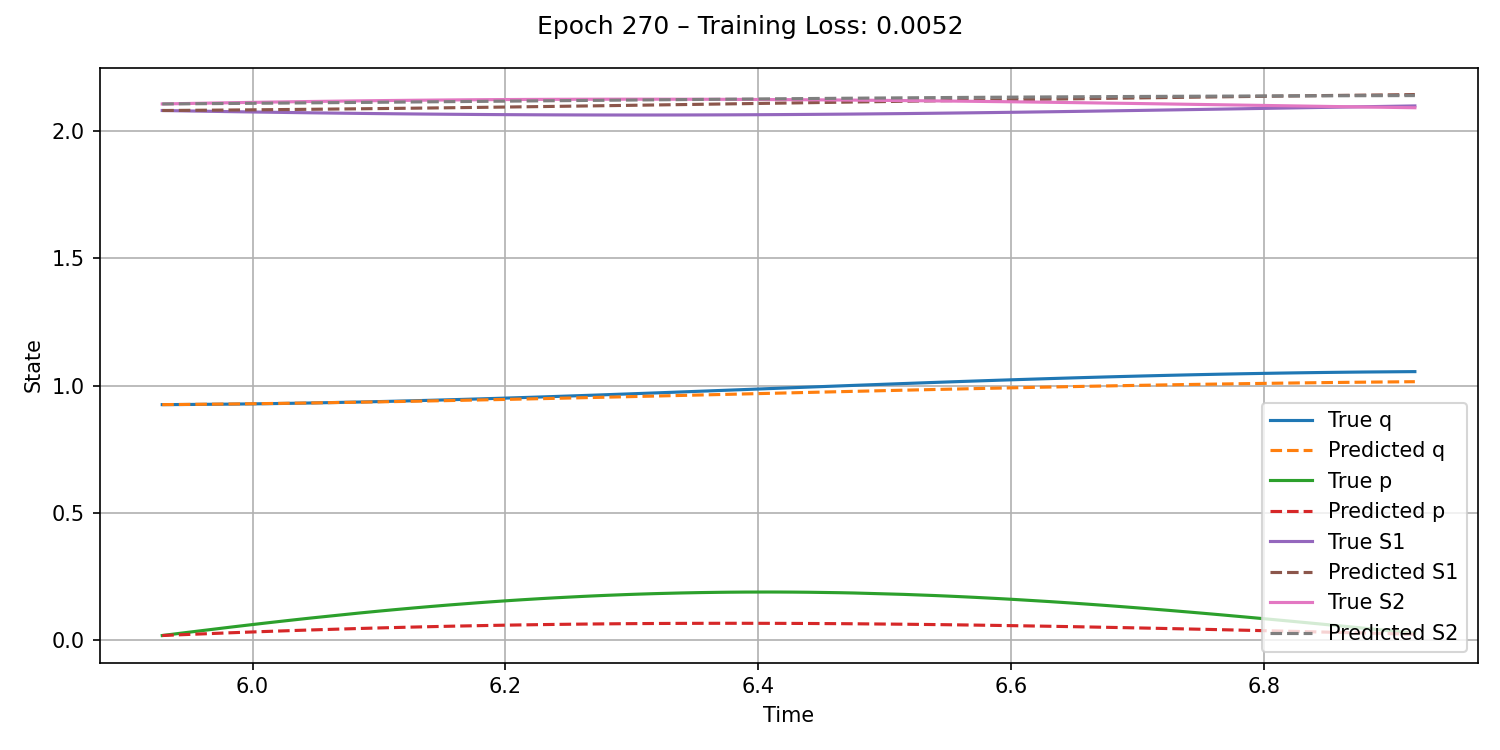 Epoch 270 – Training Loss: 0.0052
State
2.0
1.5
1.0
0.5
0.0
True q
Predicted q
True p
Predicted p
True S1
Predicted S1
True S2
Predicted S2
6.0 6.2 6.4 6.6 6.8
Time